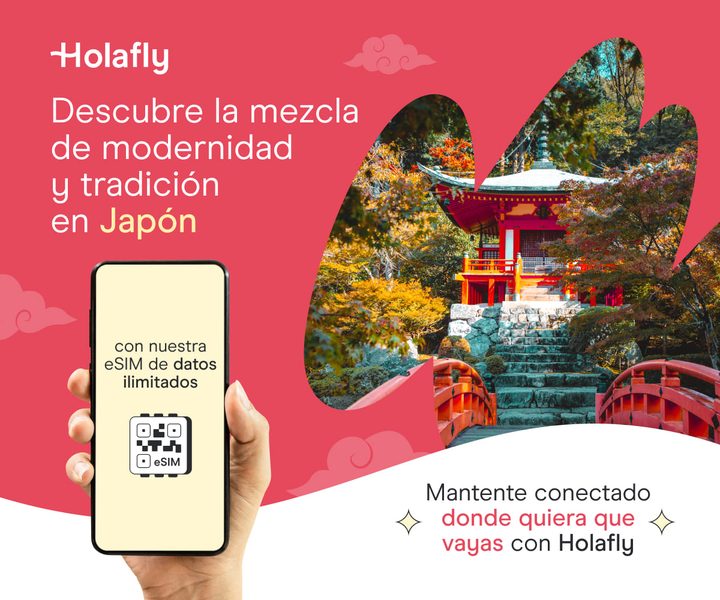 Holafly
Descubre la mezcla
de modernidad
y tradición
en Japón
con nuestra
eSIM de datos
ilimitados
eSIM
Mantente conectado
donde quiera que
vayas con Holafly